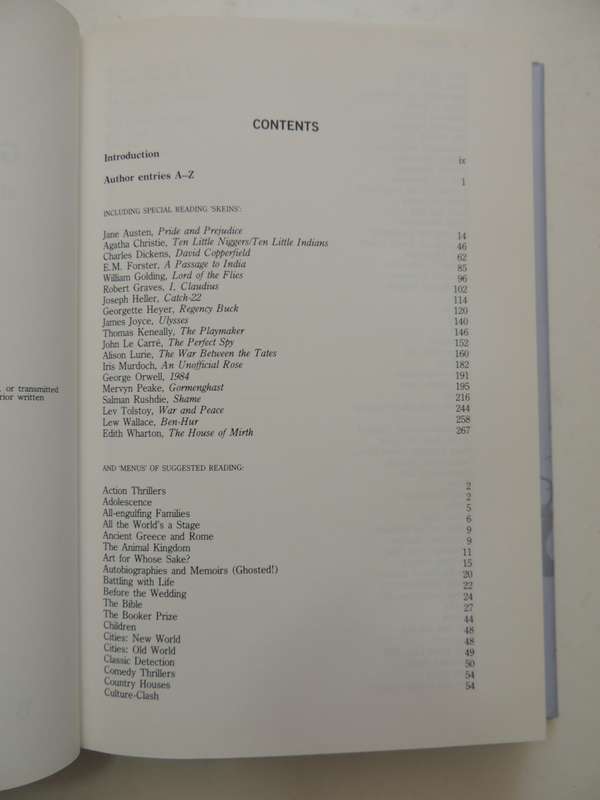 , or transmitted
rior written
CONTENTS
Introduction ix
Author entries A–Z 1
INCLUDING SPECIAL READING 'SKEINS':
Jane Austen, Pride and Prejudice 14
Agatha Christie, Ten Little Niggers/Ten Little Indians 46
Charles Dickens, David Copperfield 62
E.M. Forster, A Passage to India 85
William Golding, Lord of the Flies 96
Robert Graves, I, Claudius 102
Joseph Heller, Catch-22 114
Georgette Heyer, Regency Buck 120
James Joyce, Ulysses 140
Thomas Keneally, The Playmaker 146
John Le Carré, The Perfect Spy 152
Alison Lurie, The War Between the Tates 160
Iris Murdoch, An Unofficial Rose 182
George Orwell, 1984 191
Mervyn Peake, Gormenghast 195
Salman Rushdie, Shame 216
Lev Tolstoy, War and Peace 244
Lew Wallace, Ben-Hur 258
Edith Wharton, The House of Mirth 267
AND 'MENUS' OF SUGGESTED READING:
Action Thrillers 2
Adolescence 2
All-engulfing Families 5
All the World's a Stage 6
Ancient Greece and Rome 9
The Animal Kingdom 9
Art for Whose Sake? 11
Autobiographies and Memoirs (Ghosted!) 15
Battling with Life 20
Before the Wedding 22
The Bible 24
The Booker Prize 27
Children 44
Cities: New World 48
Cities: Old World 48
Classic Detection 49
Comedy Thrillers 50
Country Houses 54
Culture-Clash 54